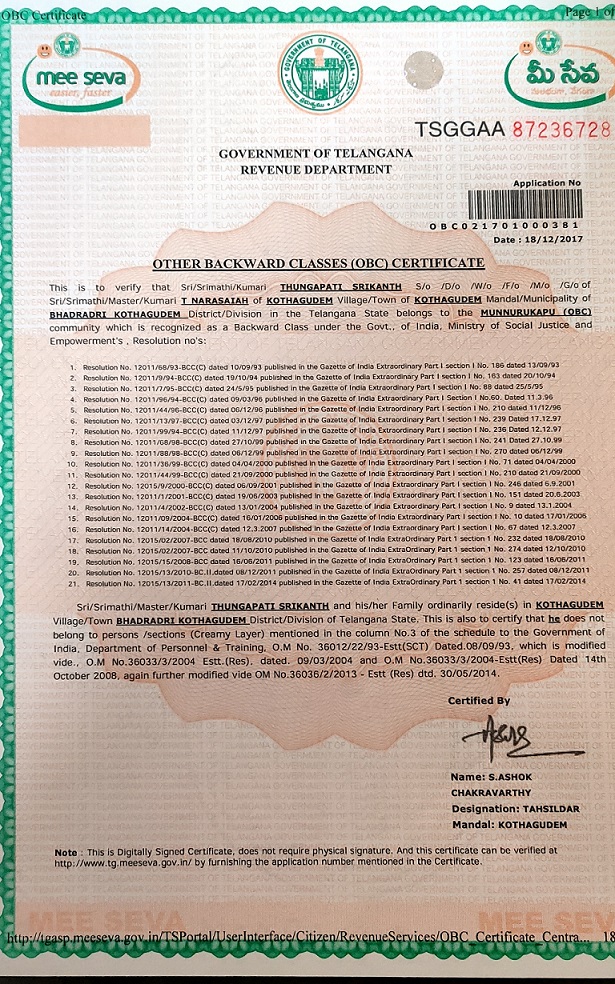 OBC Certificate
Page 1 of
mee seva
easier, faster
GOVERNMENT OF TELANGANA
మీ సేవ
TSGGAA 87236728
GOVERNMENT OF TELANGANA
REVENUE DEPARTMENT
Application No
OBC021701000381
Date : 18/12/2017
OTHER BACKWARD CLASSES (OBC) CERTIFICATE
This is to verify that Sri/Srimathi/Kumari THUNGAPATI SRIKANTH S/o /D/o /W/o /F/o /M/o /G/o of
Sri/Srimathi/Master/Kumari T NARASAIAH of KOTHAGUDEM Village/Town of KOTHAGUDEM Mandal/Municipality of
BHADRADRI KOTHAGUDEM District/Division in the Telangana State belongs to the MUNNURUKAPU (OBC)
community which is recognized as a Backward Class under the Govt., of India, Ministry of Social Justice and
Empowerment's , Resolution no's:
1. Resolution No. 12011/68/93-BCC(C) dated 10/09/93 published in the Gazette of India Extraordinary Part I section I No. 186 dated 13/09/93
2. Resolution No. 12011/9/94-BCC(C) dated 19/10/94 published in the Gazette of India Extraordinary Part I section I No. 163 dated 20/10/94
3. Resolution No. 12011/7/95-BCC(C) dated 24/5/95 published in the Gazette of India Extraordinary Part I section I No. 88 dated 25/5/95
4. Resolution No. 12011/96/94-BCC(C) dated 09/03/96 published in the Gazette of India Extraordinary Part I Section I No.60. Dated 11.3.96
5. Resolution No. 12011/44/96-BCC(C) dated 06/12/96 published in the Gazette of India Extraordinary Part I section I No. 210 dated 11/12/96
6. Resolution No. 12011/13/97-BCC(C) dated 03/12/97 published in the Gazette of India Extraordinary Part I section I No. 239 Dated 17.12.97
7. Resolution No. 12011/99/94-BCC(C) dated 11/12/97 published in the Gazette of India Extraordinary Part I section I No. 236 Dated 12.12.97
8. Resolution No. 12011/68/98-BCC(C) dated 27/10/99 published in the Gazette of India Extraordinary Part I section I No. 241 Dated 27.10.99
9. Resolution No. 12011/88/98-BCC(C) dated 06/12/99 published in the Gazette of India Extraordinary Part I section I No. 270 dated 06/12/99
10. Resolution No. 12011/36/99-BCC(C) dated 04/04/2000 published in the Gazette of India Extraordinary Part I section I No. 71 dated 04/04/2000
11. Resolution No. 12011/44/99-BCC(C) dated 21/09/2000 published in the Gazette of India Extraordinary Part I section I No. 210 dated 21/09/2000
12. Resolution No. 12015/9/2000-BCC(C) dated 06/09/2001 published in the Gazette of India Extraordinary Part I section I No. 246 dated 6.9.2001
13. Resolution No. 12011/1/2001-BCC(C) dated 19/06/2003 published in the Gazette of India Extraordinary Part I section I No. 151 dated 20.6.2003
14. Resolution No. 12011/4/2002-BCC(C) dated 13/01/2004 published in the Gazette of India Extraordinary Part I section I No. 9 dated 13.1.2004
15. Resolution No. 12011/09/2004-BCC(C) dated 16/01/2006 published in the Gazette of India Extraordinary Part I section I No. 10 dated 17/01/2006
16. Resolution No. 12011/14/2004-BCC(C) dated 12.3.2007 published in the Gazette of India Extraordinary Part I section I No. 67 dated 12.3.2007
17. Resolution No. 12015/02/2007-BCC dated 18/08/2010 published in the Gazette of India ExtraOrdinary Part 1 section 1 No. 232 dated 18/08/2010
18. Resolution No. 12015/02/2007-BCC dated 11/10/2010 published in the Gazette of India ExtraOrdinary Part 1 section 1 No. 274 dated 12/10/2010
19. Resolution No. 12015/15/2008-BCC dated 16/06/2011 published in the Gazette of India ExtraOrdinary Part 1 section 1 No. 123 dated 16/06/2011
20. Resolution No. 12015/13/2010-BC.II,dated 08/12/2011 published in the Gazette of India ExtraOrdinary Part 1 section 1 No. 257 dated 08/12/2011
21. Resolution No. 12015/13/2011-BC.II,dated 17/02/2014 published in the Gazette of India ExtraOrdinary Part 1 section 1 No. 41 dated 17/02/2014
Sri/Srimathi/Master/Kumari THUNGAPATI SRIKANTH and his/her Family ordinarily reside(s) in KOTHAGUDEM
Village/Town BHADRADRI KOTHAGUDEM District/Division of Telangana State. This is also to certify that he does not
belong to persons /sections (Creamy Layer) mentioned in the column No.3 of the schedule to the Government of
India, Department of Personnel & Training, O.M No. 36012/22/93-Estt(SCT) Dated.08/09/93, which is modified
vide., O.M No.36033/3/2004 Estt.(Res). dated. 09/03/2004 and O.M No.36033/3/2004-Estt(Res) Dated 14th
October 2008, again further modified vide OM No.36036/2/2013 - Estt (Res) dtd. 30/05/2014.
Certified By
Name: S.ASHOK
CHAKRAVARTHY
Designation: TAHSILDAR
Mandal: KOTHAGUDEM
Note : This is Digitally Signed Certificate, does not require physical signature. And this certificate can be verified at
http://www.tg.meeseva.gov.in/ by furnishing the application number mentioned in the Certificate.
MEE SEVA
MEE SEV
http://tgasp.meeseva.gov.in/TSPortal/UserInterface/Citizen/RevenueServices/OBC_Certificate_Centra... 18